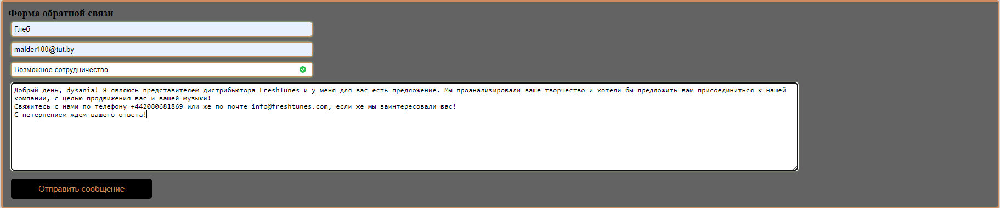 Форма обратной связи
Глеб
malder100@tut.by
Возможное сотрудничество
Добрый день, dysania! Я являюсь представителем дистрибьютора FreshTunes и у меня для вас есть предложение. Мы проанализировали ваше творчество и хотели бы предложить вам присоединиться к нашей
компании, с целью продвижения вас и вашей музыки!
Свяжитесь с нами по телефону +442080681869 или же по почте info@freshtunes.com, если же мы заинтересовали вас!
С нетерпением ждем вашего ответа!
Отправить сообщение